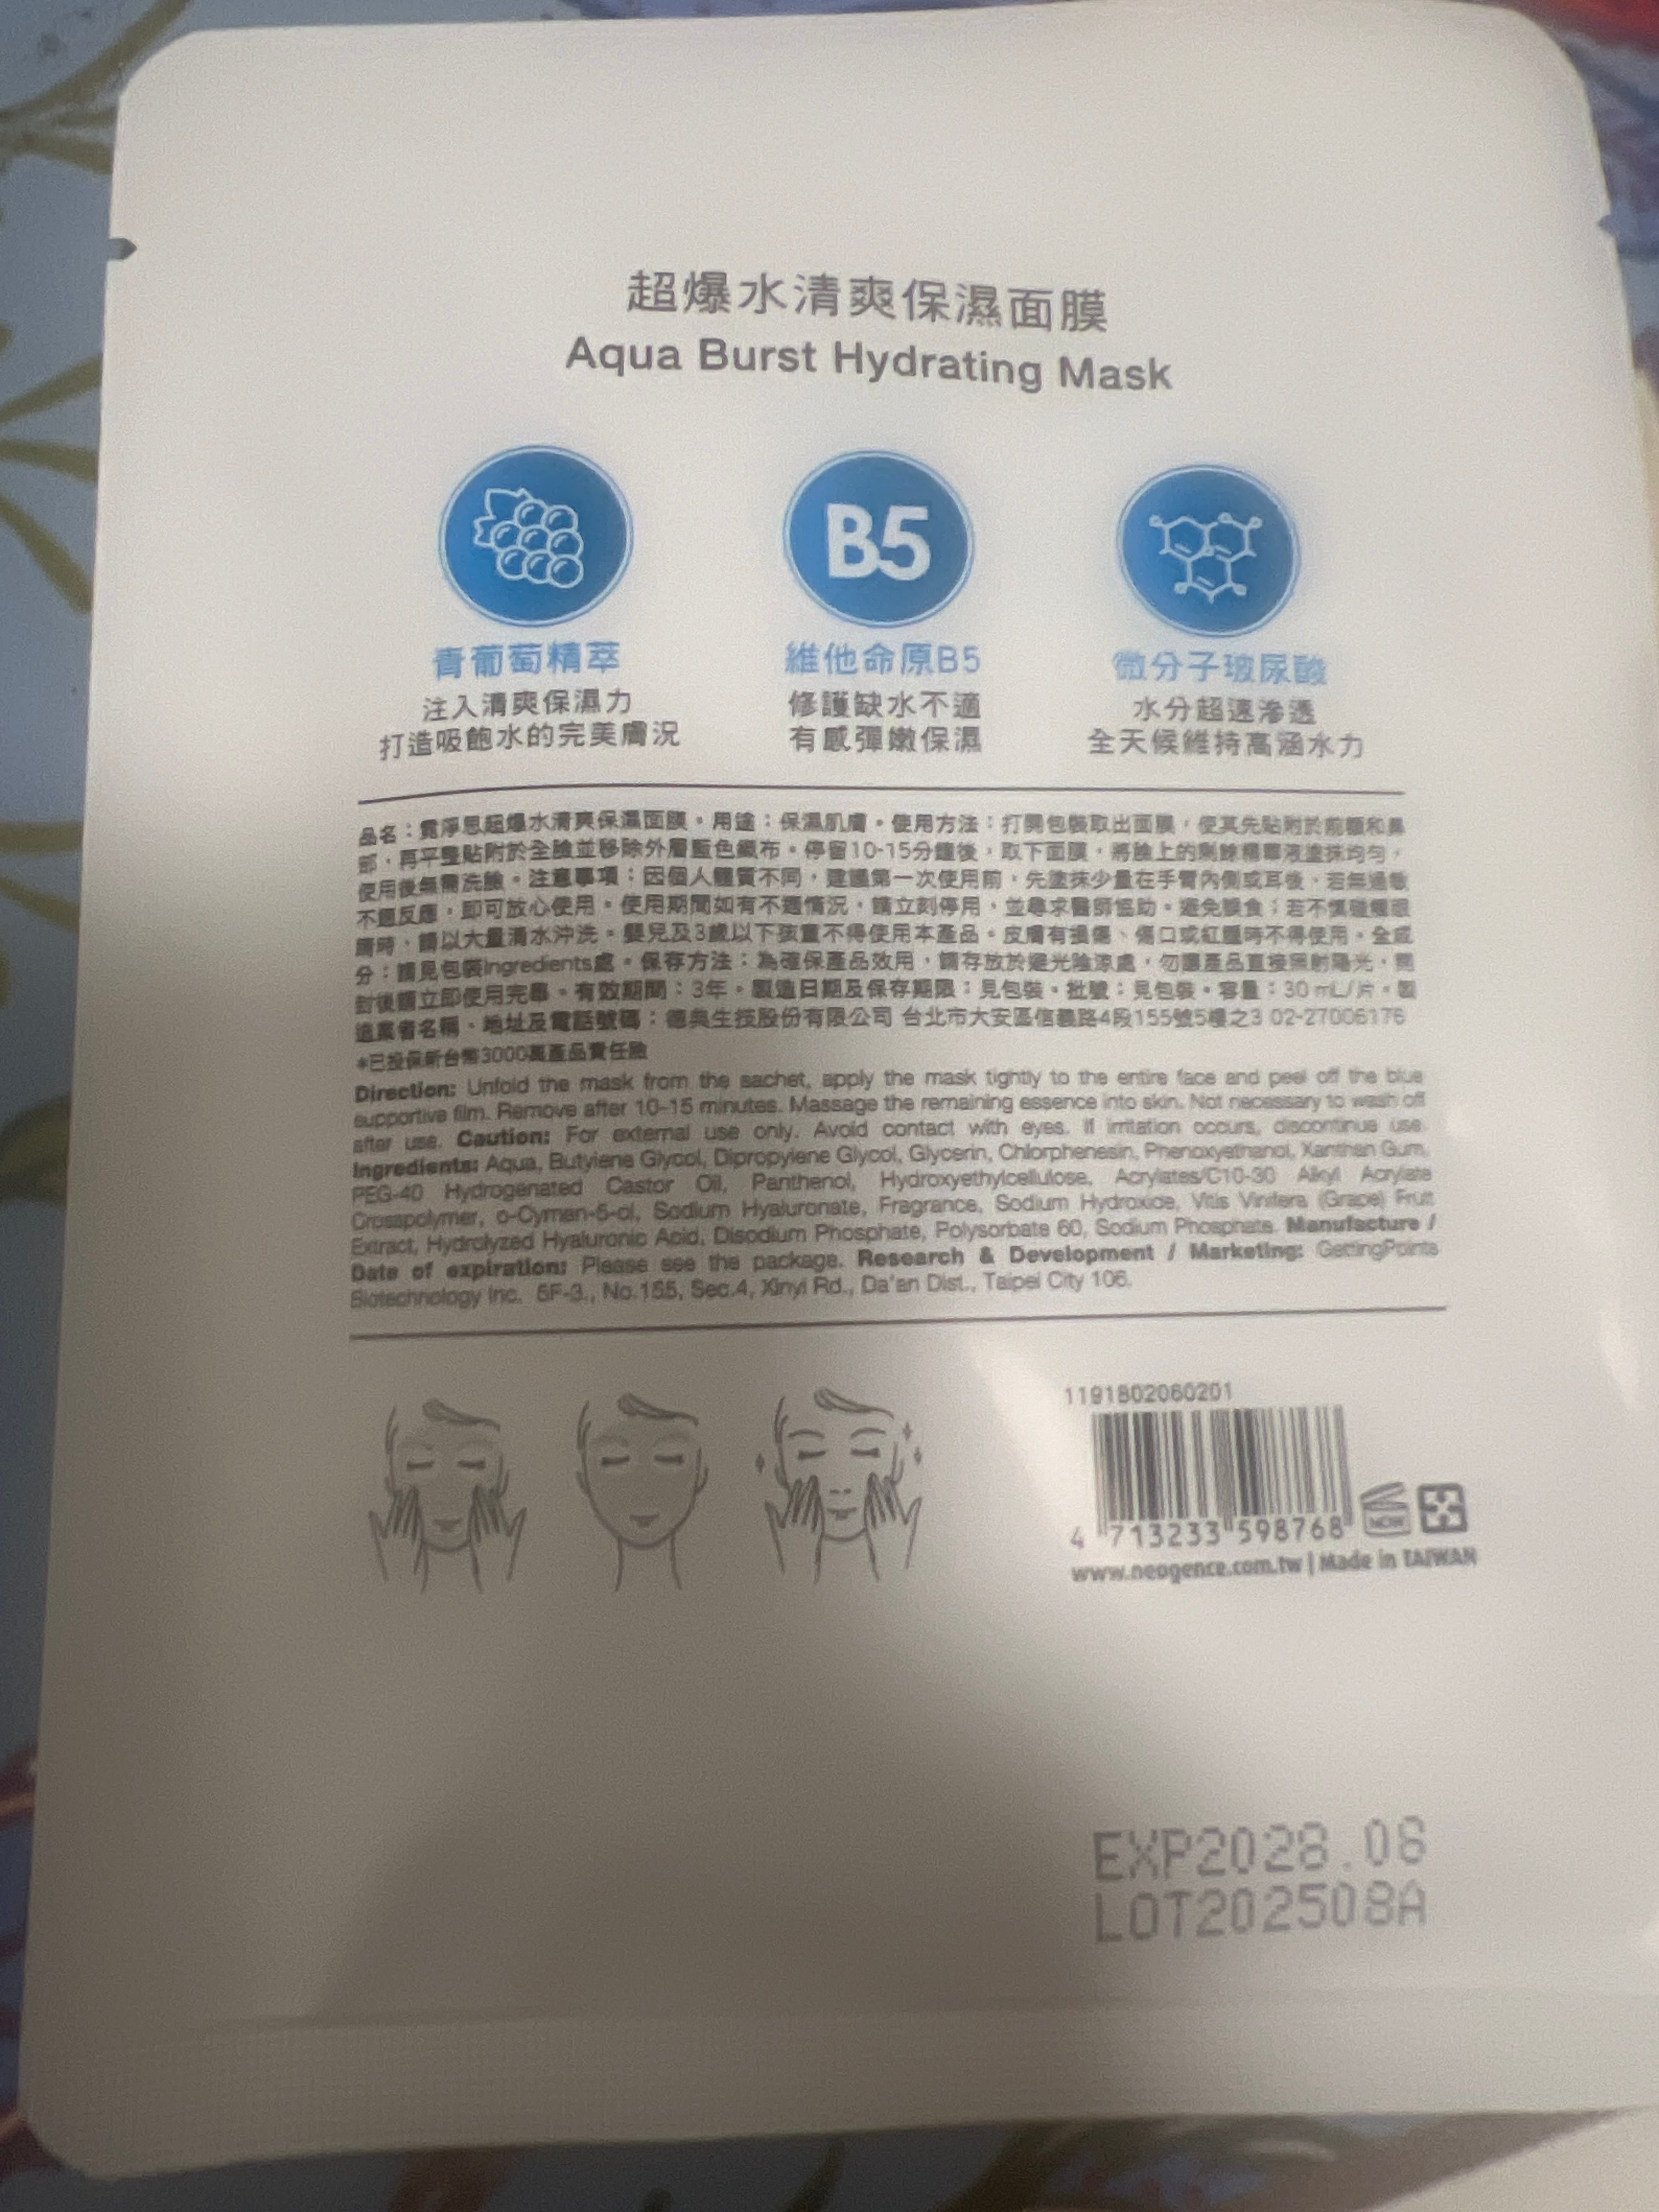 超爆水清爽保濕面膜
Aqua Burst Hydrating Mask
B5
青葡萄精萃
注入清爽保濕力
打造吸飽水的完美膚況
維他命原B5
修護缺水不適
有感彈嫩保濕
微分子玻尿酸
水分超速滲透
全天候維持高涵水力
品名：霓淨思超爆水清爽保濕面膜。用途：保濕肌膚。使用方法：打開包裝取出面膜，使其先貼附於前額和鼻
部，再平整貼附於全臉並移除外層藍色織布。停留10-15分鐘後，取下面膜，將臉上的剩餘精華液塗抹均勻，
使用後無需洗臉。注意事項：因個人體質不同，建議第一次使用前，先塗抹少量在手臂內側或耳後，若無過敏
不適反應，即可放心使用。使用期間如有不適情況，請立刻停用，並尋求醫師協助。避免誤食；若不慎碰觸眼
睛時，請以大量清水沖洗。嬰兒及3歲以下孩童不得使用本產品。皮膚有損傷、傷口或紅腫時不得使用。全成
分：請見包裝Ingredients處。保存方法：為確保產品效用，請存放於避光陰涼處，勿讓產品直接照射陽光，開
封後請立即使用完畢。有效期間：3年。製造日期及保存期限：見包裝。批號：見包裝。容量：30 mL/片。製
造業者名稱、地址及電話號碼：德典生技股份有限公司 台北市大安區信義路4段155號5樓之3 02-27006176
*已投保新台幣3000萬產品責任險
Direction: Unfold the mask from the sachet, apply the mask tightly to the entire face and peel off the blue
supportive film. Remove after 10-15 minutes. Massage the remaining essence into skin. Not necessary to wash off
after use. Caution: For external use only. Avoid contact with eyes. If irritation occurs, discontinue use.
Ingredients: Aqua, Butylene Glycol, Dipropylene Glycol, Glycerin, Chlorphenesin, Phenoxyethanol, Xanthan Gum,
PEG-40 Hydrogenated Castor Oil, Panthenol, Hydroxyethylcellulose, Acrylates/C10-30 Alkyl Acrylate
Crosspolymer, o-Cymen-5-ol, Sodium Hyaluronate, Fragrance, Sodium Hydroxide, Vitis Vinifera (Grape) Fruit
Extract, Hydrolyzed Hyaluronic Acid, Disodium Phosphate, Polysorbate 60, Sodium Phosphate. Manufacture /
Date of expiration: Please see the package. Research & Development / Marketing: GettingPoints
Biotechnology Inc. 5F-3., No.155, Sec.4, Xinyi Rd., Da'an Dist., Taipei City 106.
1191802060201
4 713233 598768
NOW
www.neogence.com.tw | Made in TAIWAN
EXP2028.08
LOT202508A